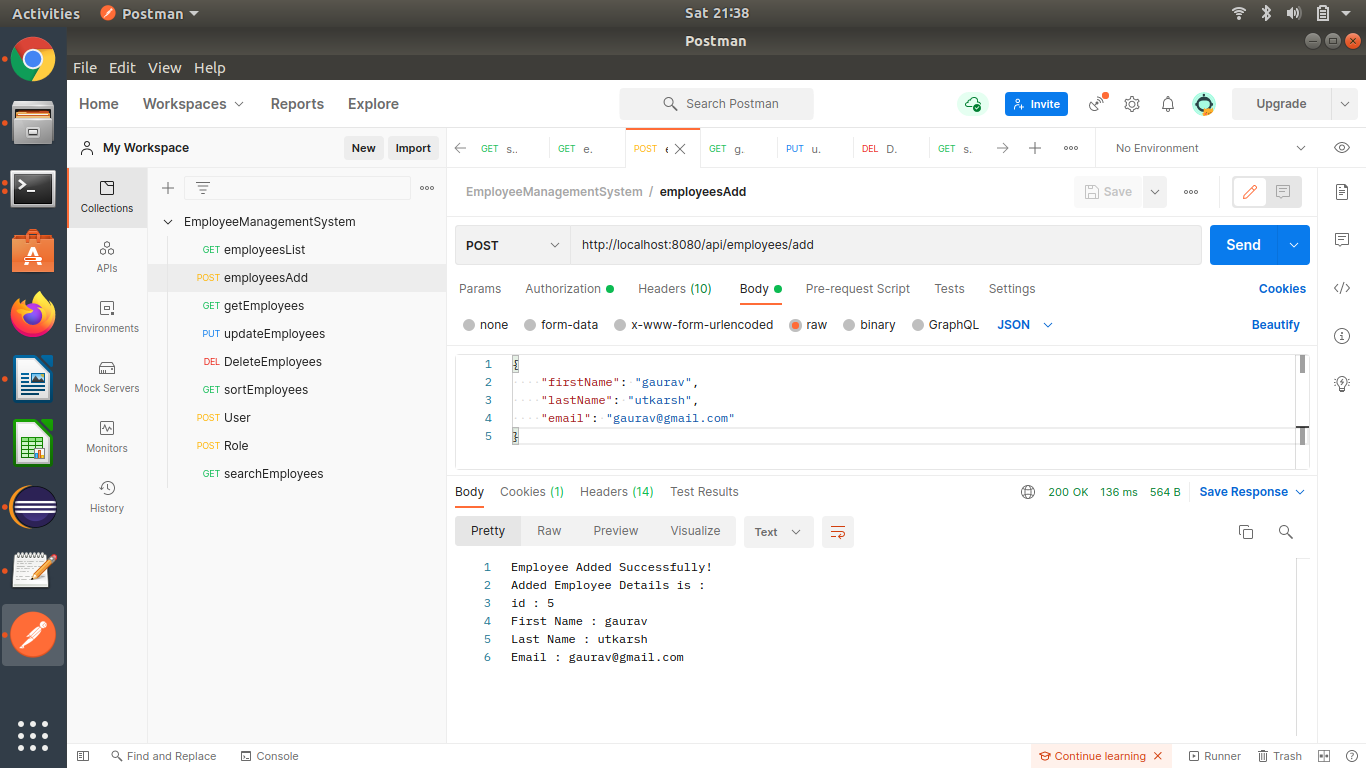 Activities Postman Sat 21:38
Postman
File Edit View Help
Home Workspaces Reports Explore Search Postman Invite Upgrade
My Workspace New Import GET s.. GET e. POST GET g. PUT u. DEL D. GET s. No Environment
EmployeeManagementSystem / employeesAdd Save
Collections
APIs
Environments
Mock Servers
Monitors
History
EmployeeManagementSystem
GET employeesList
POST employeesAdd
GET getEmployees
PUT updateEmployees
DEL DeleteEmployees
GET sortEmployees
POST User
POST Role
GET searchEmployees
POST http://localhost:8080/api/employees/add Send
Params Authorization Headers (10) Body Pre-request Script Tests Settings Cookies
none form-data x-www-form-urlencoded raw binary GraphQL JSON Beautify
1 {
2 "firstName": "gaurav",
3 "lastName": "utkarsh",
4 "email": "gaurav@gmail.com"
5 }
Body Cookies (1) Headers (14) Test Results 200 OK 136 ms 564 B Save Response
Pretty Raw Preview Visualize Text
1 Employee Added Successfully!
2 Added Employee Details is :
3 id : 5
4 First Name : gaurav
5 Last Name : utkarsh
6 Email : gaurav@gmail.com
Find and Replace Console Continue learning Runner Trash